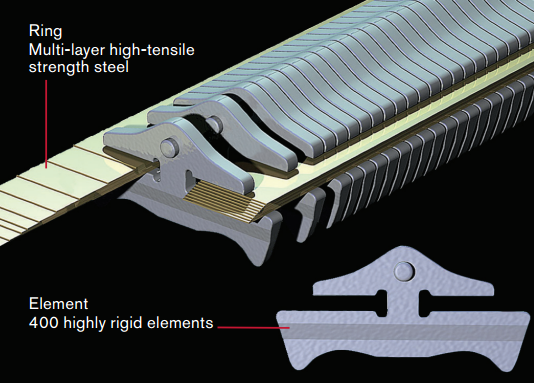 Ring
Multi-layer high-tensile
strength steel
Element
400 highly rigid elements